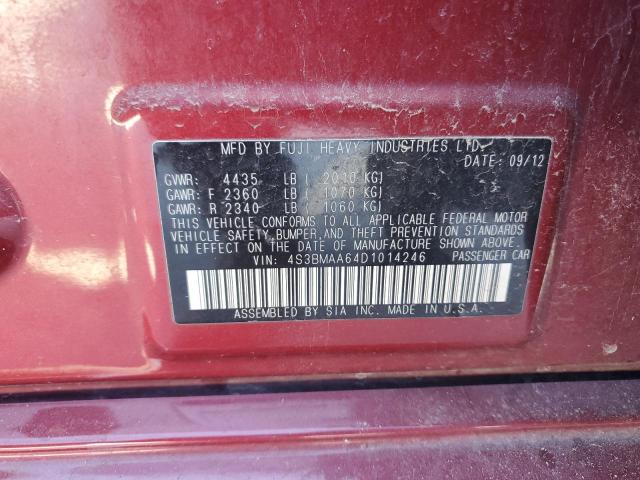 MFD BY FUJI HEAVY INDUSTRIES LTD.
DATE: 09/12
GVWR: 4435 LB ( 2010 KG)
GAWR: F 2360 LB ( 1070 KG)
GAWR: R 2340 LB ( 1060 KG)
THIS VEHICLE CONFORMS TO ALL APPLICABLE FEDERAL MOTOR
VEHICLE SAFETY, BUMPER, AND THEFT PREVENTION STANDARDS
IN EFFECT ON THE DATE OF MANUFACTURE SHOWN ABOVE.
VIN: 4S3BMAA64D1014246 PASSENGER CAR
ASSEMBLED BY SIA INC. MADE IN U.S.A.